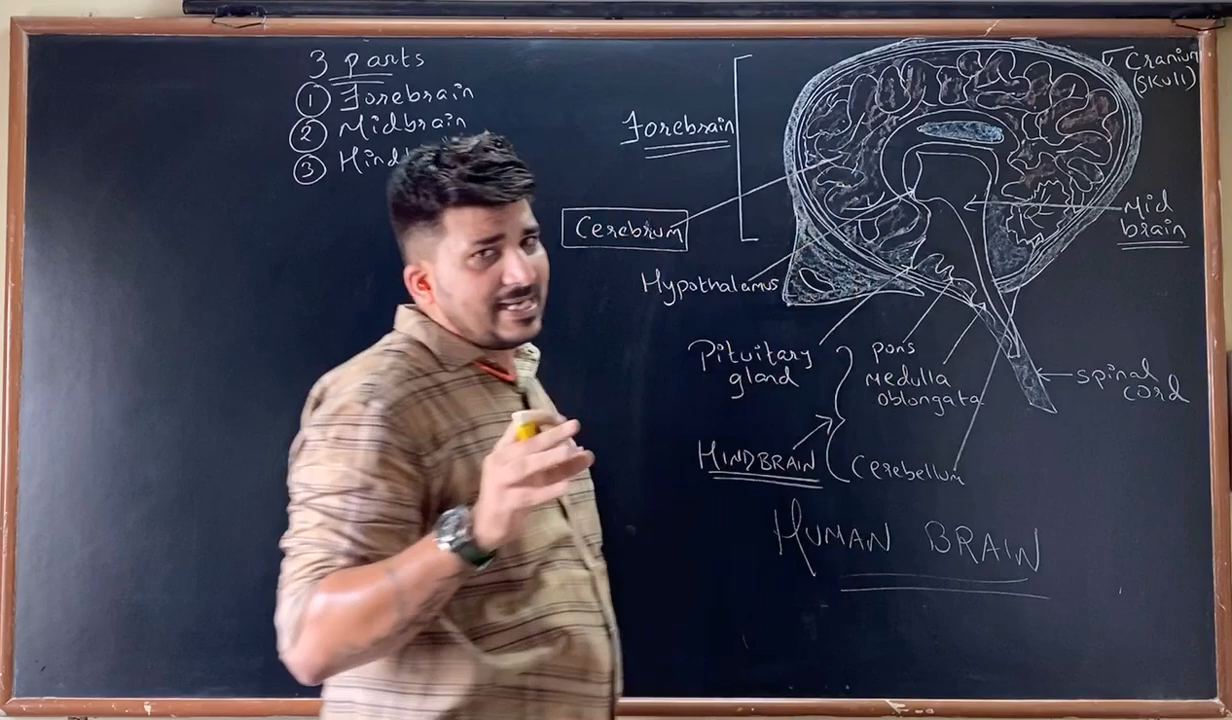 3 parts
① Forebrain
② Midbrain
③ Hind
Forebrain
Cranium
(skull)
Cerebrum
Mid
brain
Hypothalamus
Pituitary
gland
Pons
Medulla
oblongata
spinal
cord
HINDBRAIN
Cerebellum
HUMAN BRAIN